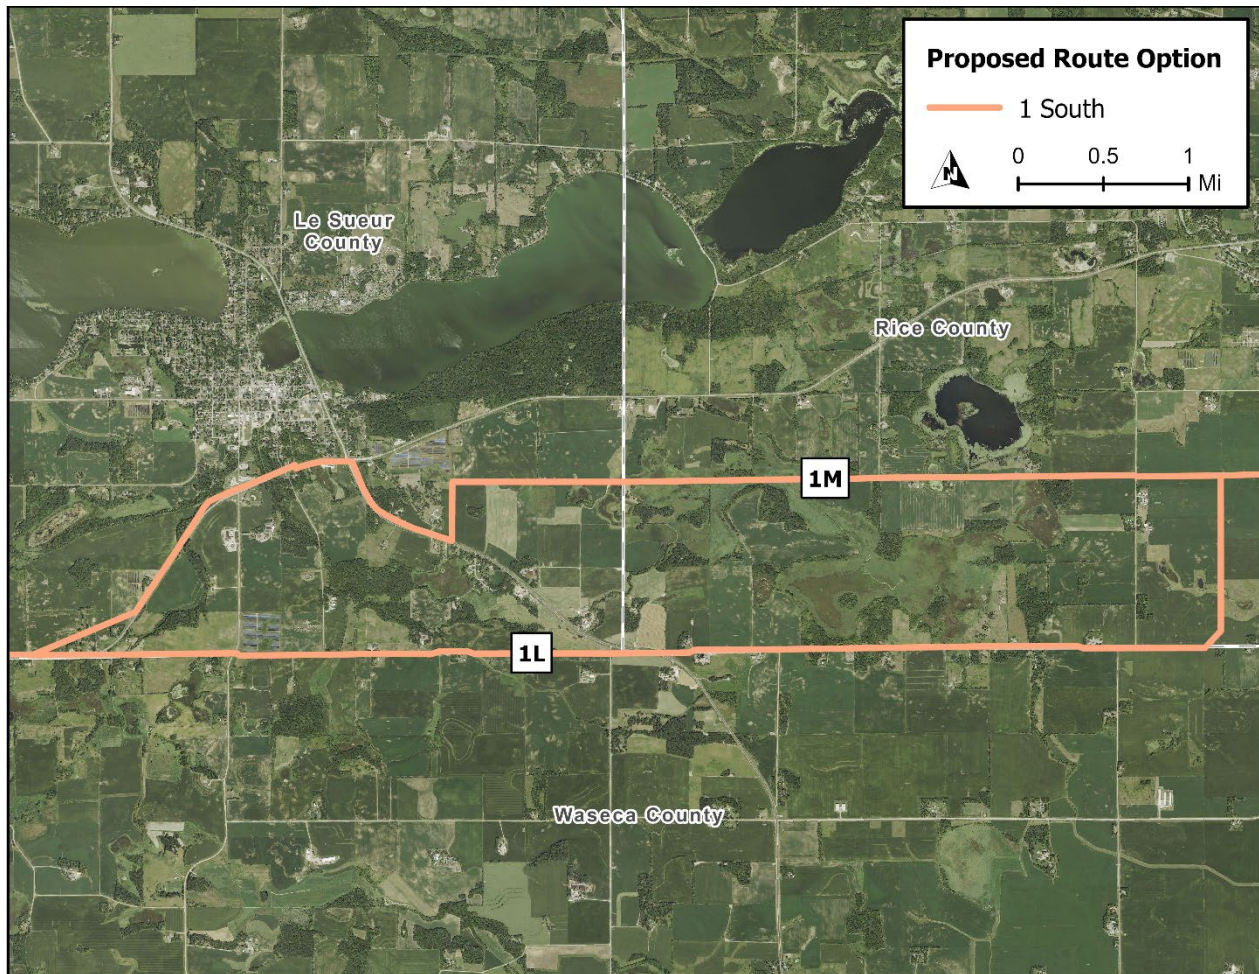 Proposed Route Option
1 South
N
0 0.5 1
Mi
Le Sueur
County
Rice County
1M
1L
Waseca County